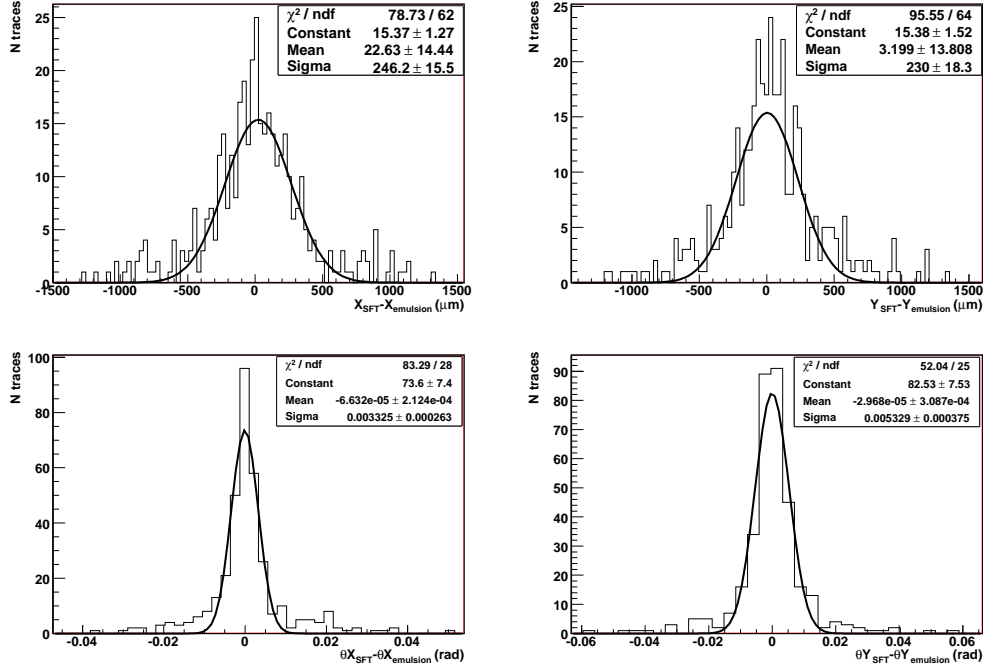 N traces
χ² / ndf 78.73 / 62
Constant 15.37 ± 1.27
Mean 22.63 ± 14.44
Sigma 246.2 ± 15.5
25
20
15
10
5
0
-1500 -1000 -500 0 500 1000 1500
X_SFT-X_emulsion (μm)
N traces
χ² / ndf 95.55 / 64
Constant 15.38 ± 1.52
Mean 3.199 ± 13.808
Sigma 230 ± 18.3
25
20
15
10
5
0
-1000 -500 0 500 1000 1500
Y_SFT-Y_emulsion (μm)
N traces
χ² / ndf 83.29 / 28
Constant 73.6 ± 7.4
Mean -6.632e-05 ± 2.124e-04
Sigma 0.003325 ± 0.000263
100
80
60
40
20
0
-0.04 -0.02 0 0.02 0.04
θX_SFT-θX_emulsion (rad)
N traces
χ² / ndf 52.04 / 25
Constant 82.53 ± 7.53
Mean -2.968e-05 ± 3.087e-04
Sigma 0.005329 ± 0.000375
90
80
70
60
50
40
30
20
10
0
-0.06 -0.04 -0.02 0 0.02 0.04 0.06
θY_SFT-θY_emulsion (rad)